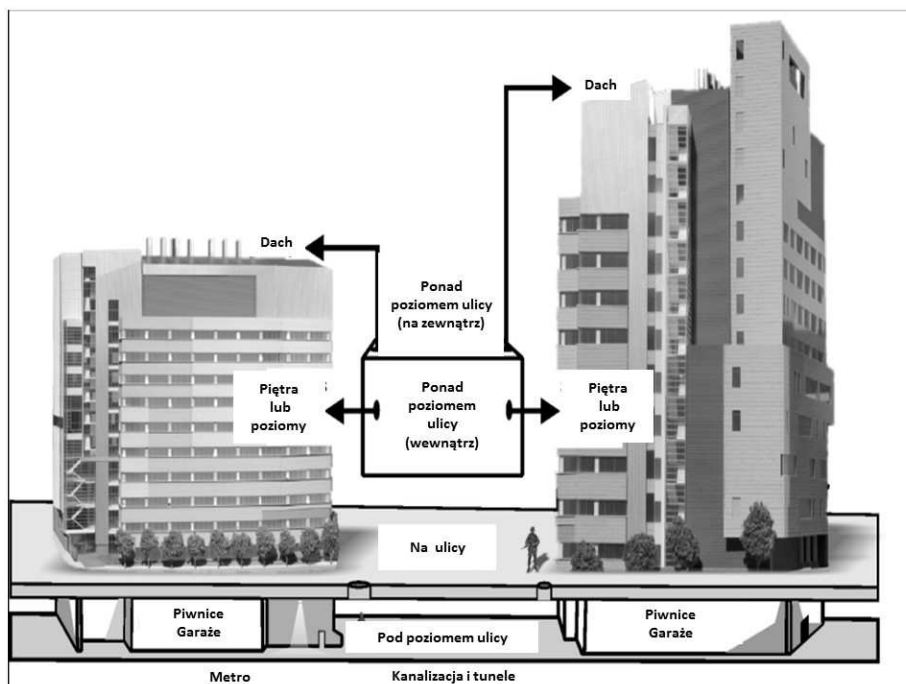 Dach
Dach
Ponad
poziomem ulicy
(na zewnątrz)
Piętra
lub
poziomy
Ponad
poziomem
ulicy
(wewnątrz)
Piętra
lub
poziomy
Na ulicy
Piwnice
Garaże
Pod poziomem ulicy
Piwnice
Garaże
Metro
Kanalizacja i tunele